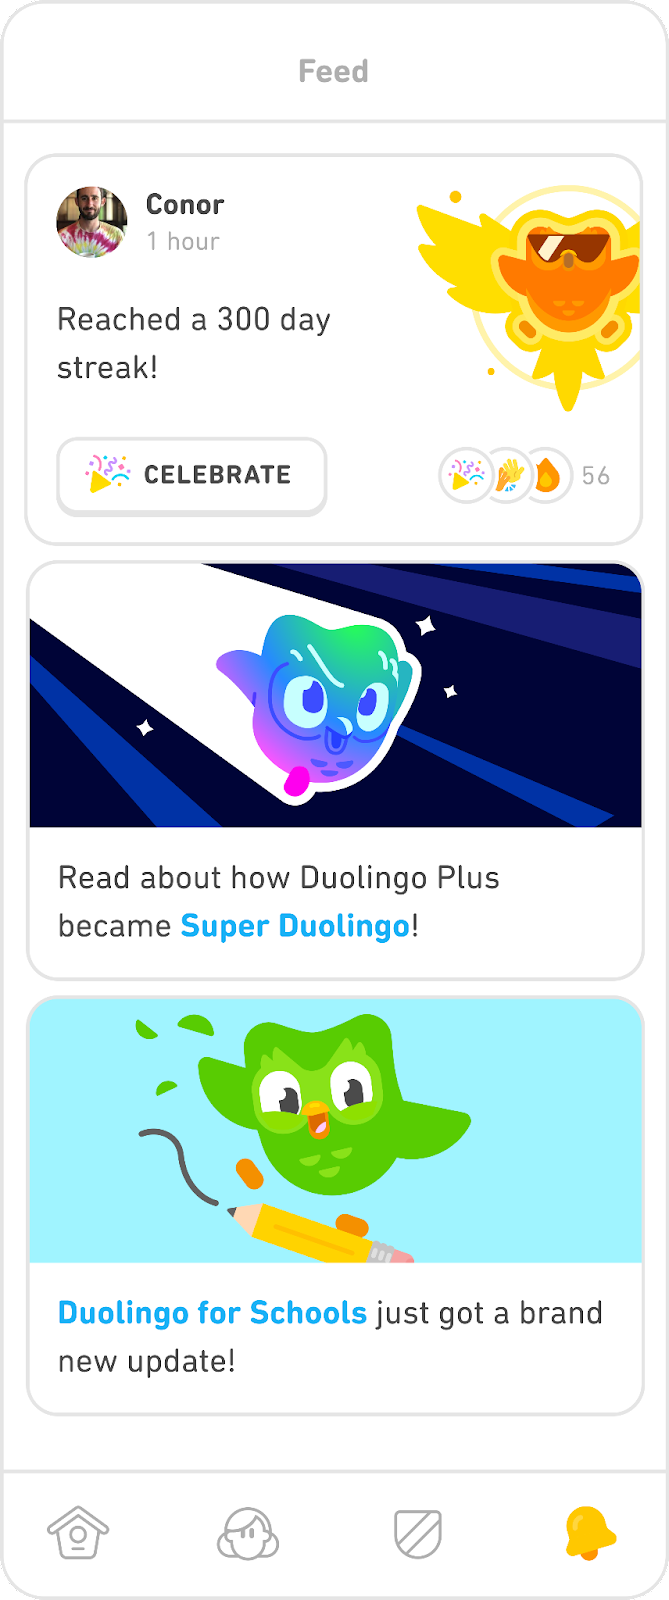 Feed
Conor
1 hour
Reached a 300 day
streak!
CELEBRATE
56
Read about how Duolingo Plus
became Super Duolingo!
Duolingo for Schools just got a brand
new update!